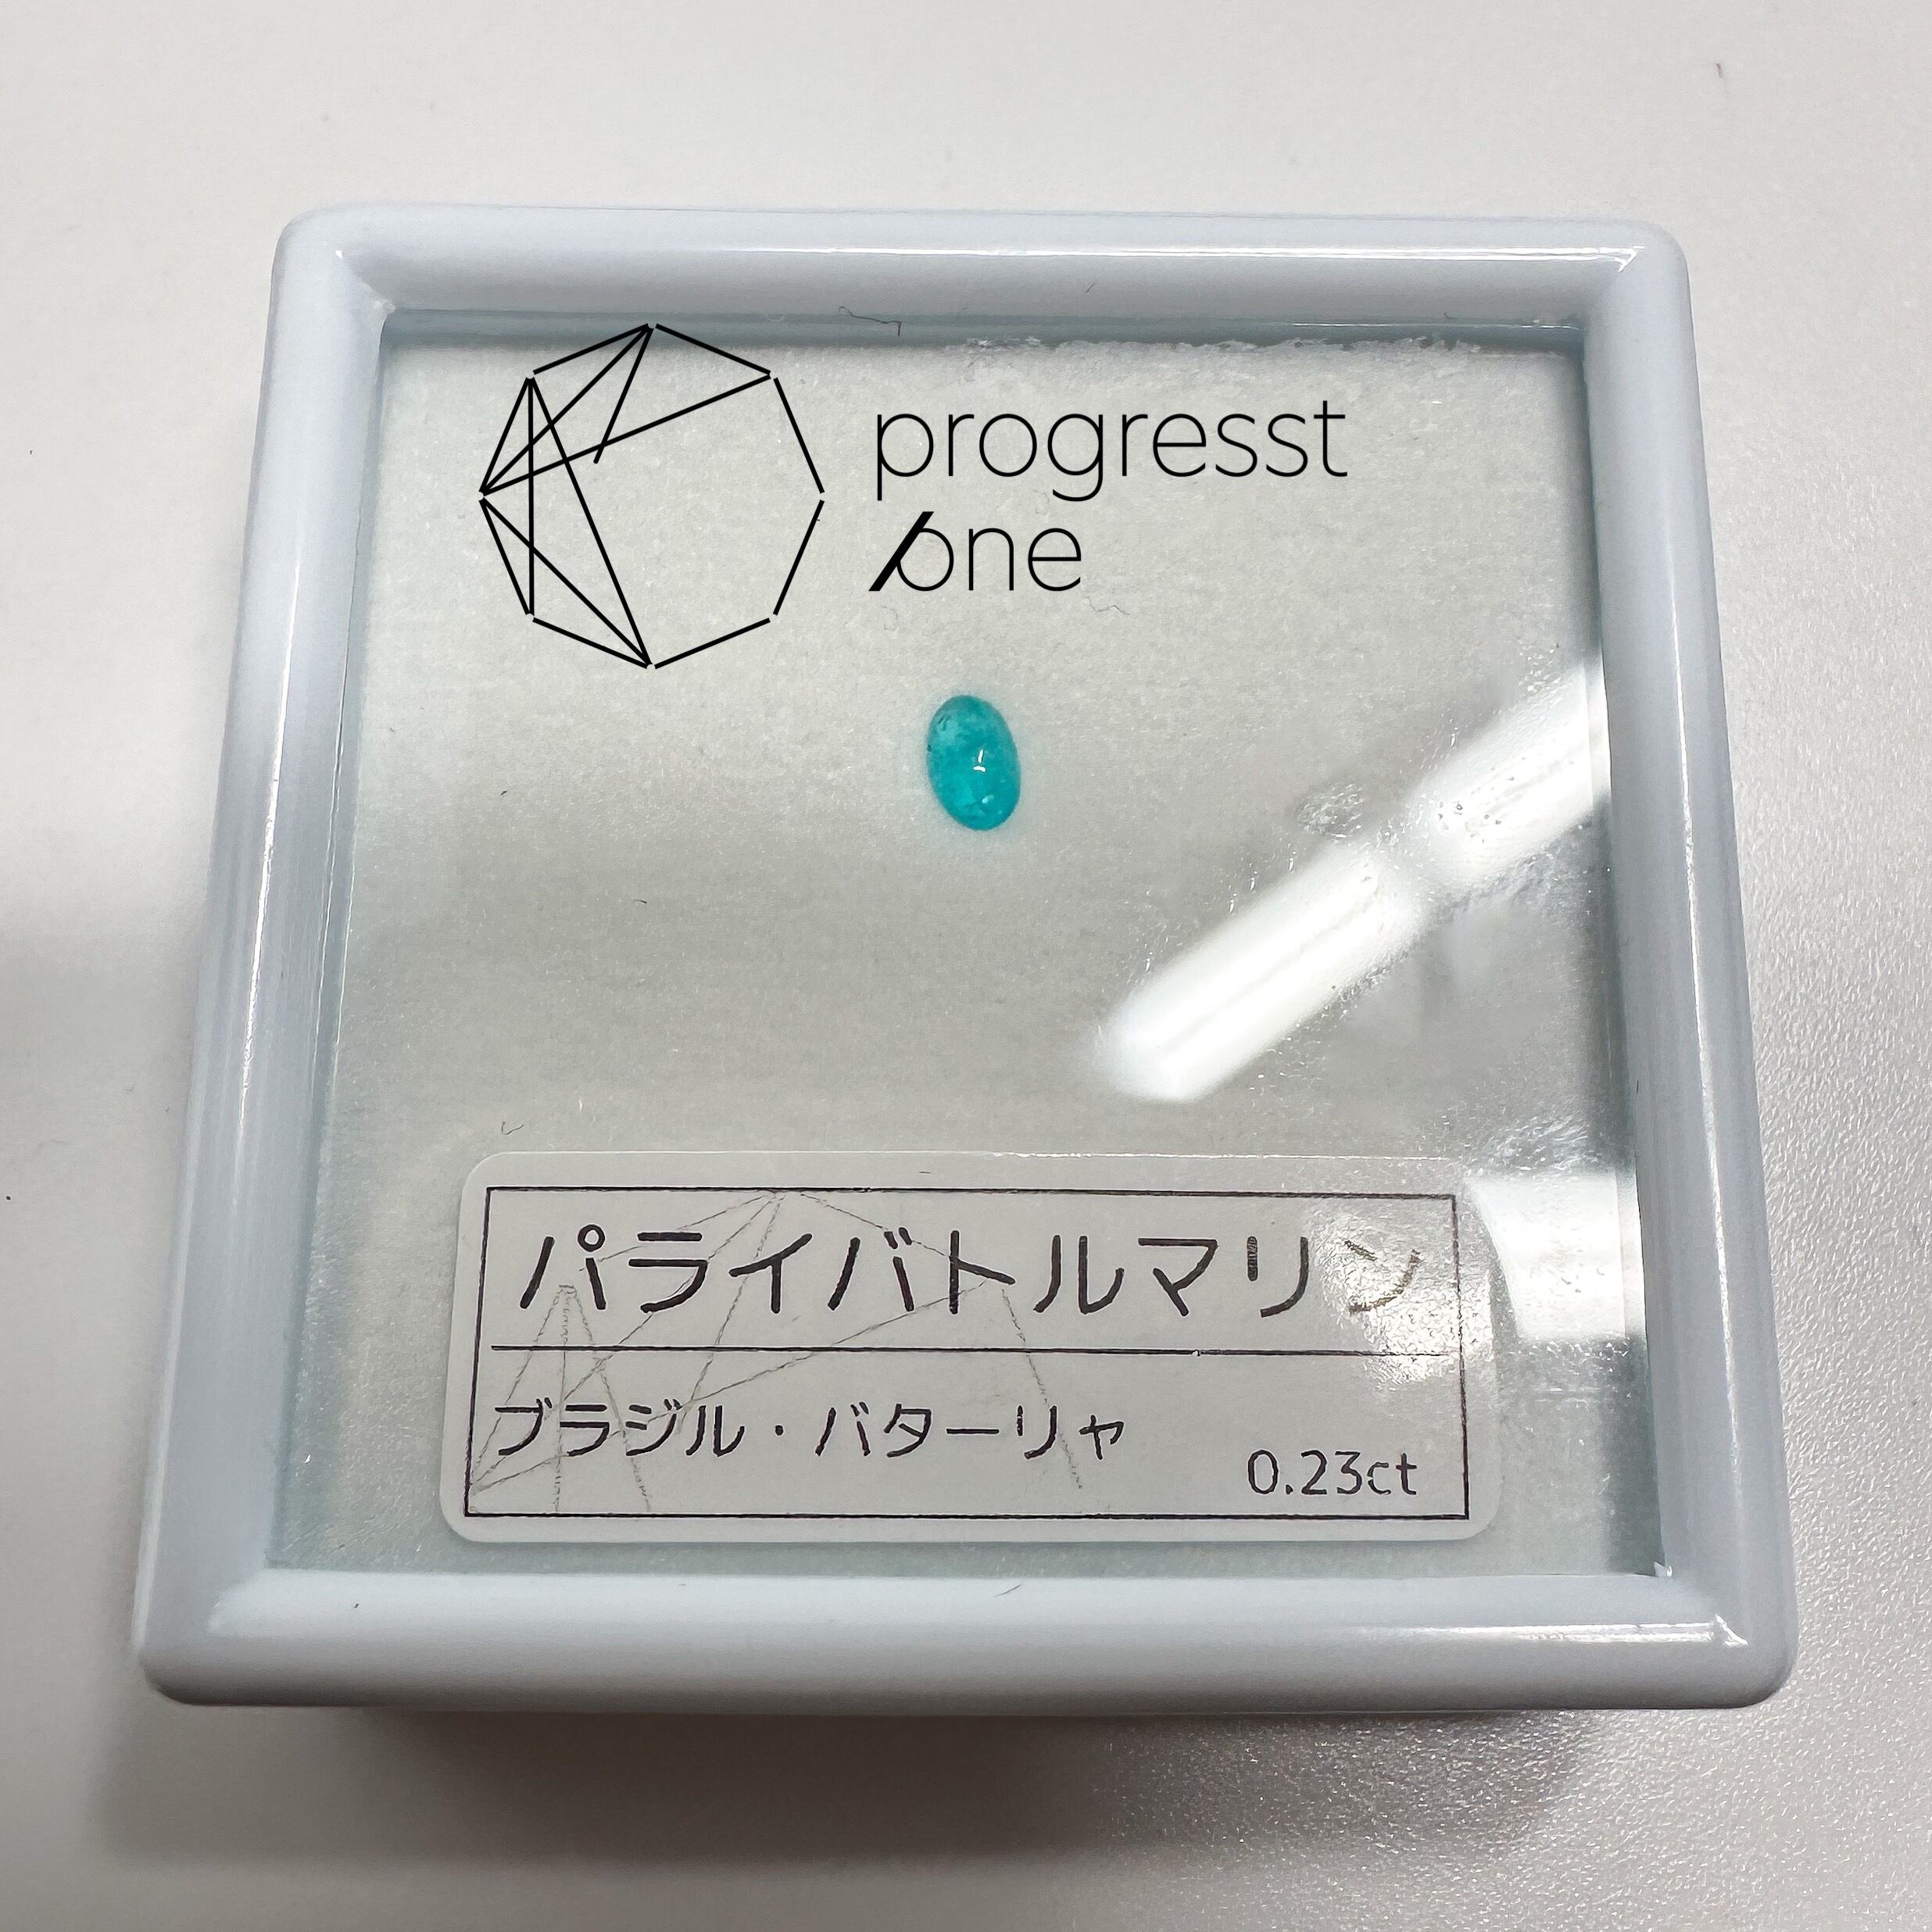 progresst
one
パライバトルマリン
ブラジル・バターリャ
0.23ct